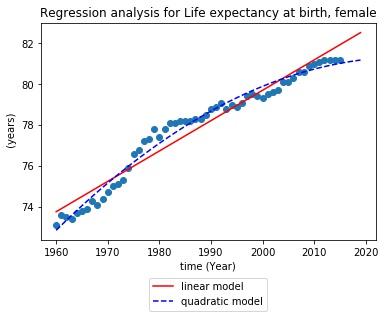 Regression analysis for Life expectancy at birth, female
82
80
78
76
74
(years)
1960 1970 1980 1990 2000 2010 2020
time (Year)
linear model
quadratic model